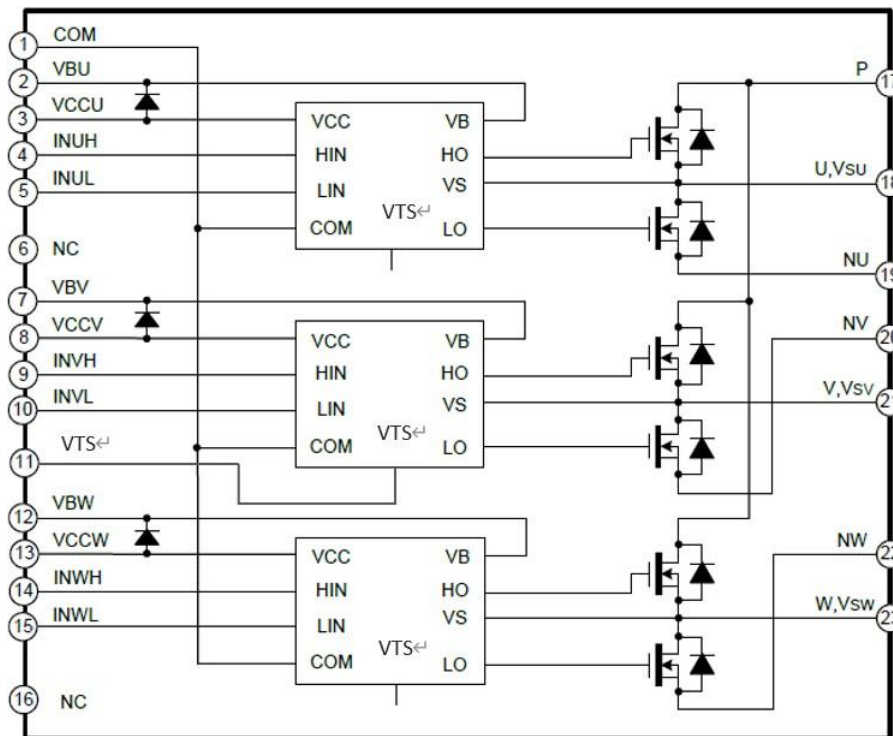 1 COM
2 VBU
3 VCCU
4 INUH
5 INUL
6 NC
7 VBV
8 VCCV
9 INVH
10 INVL
11 VTS↵
12 VBW
13 VCCW
14 INWH
15 INWL
16 NC
VCC VB
HIN HO
LIN VS
VTS↵
COM LO
VCC VB
HIN HO
LIN VS
VTS↵
COM LO
VCC VB
HIN HO
LIN VS
VTS↵
COM LO
P 17
U,VSU 18
NU 19
NV 20
V,VSV 21
NW 22
W,VSW 23